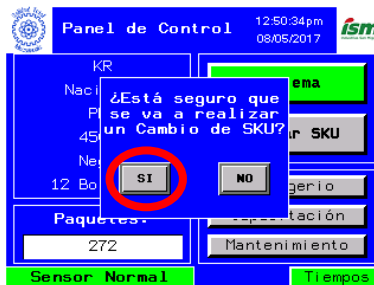 Panel de Control
12:50:34pm
08/05/2017
ism
KR
Naci
¿Está seguro que
se va a realizar
un Cambio de SKU?
SI
NO
ema
r SKU
45
Ne
12 Bo
gerio
Paquetes:
tación
272
Mantenimiento
Sensor Normal
Tiempos